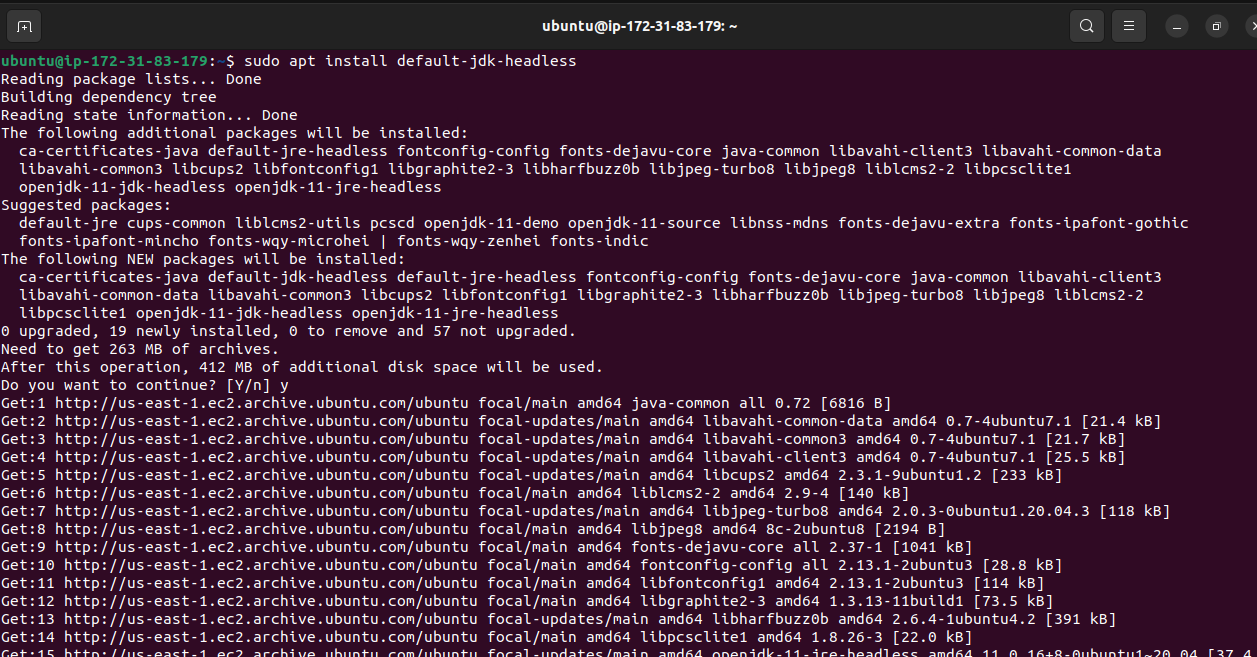 ubuntu@ip-172-31-83-179: ~
ubuntu@ip-172-31-83-179:~$ sudo apt install default-jdk-headless
Reading package lists... Done
Building dependency tree
Reading state information... Done
The following additional packages will be installed:
  ca-certificates-java default-jre-headless fontconfig-config fonts-dejavu-core java-common libavahi-client3 libavahi-common-data
  libavahi-common3 libcups2 libfontconfig1 libgraphite2-3 libharfbuzz0b libjpeg-turbo8 libjpeg8 liblcms2-2 libpcsclite1
  openjdk-11-jdk-headless openjdk-11-jre-headless
Suggested packages:
  default-jre cups-common liblcms2-utils pcscd openjdk-11-demo openjdk-11-source libnss-mdns fonts-dejavu-extra fonts-ipafont-gothic
  fonts-ipafont-mincho fonts-wqy-microhei | fonts-wqy-zenhei fonts-indic
The following NEW packages will be installed:
  ca-certificates-java default-jdk-headless default-jre-headless fontconfig-config fonts-dejavu-core java-common libavahi-client3
  libavahi-common-data libavahi-common3 libcups2 libfontconfig1 libgraphite2-3 libharfbuzz0b libjpeg-turbo8 libjpeg8 liblcms2-2
  libpcsclite1 openjdk-11-jdk-headless openjdk-11-jre-headless
0 upgraded, 19 newly installed, 0 to remove and 57 not upgraded.
Need to get 263 MB of archives.
After this operation, 412 MB of additional disk space will be used.
Do you want to continue? [Y/n] y
Get:1 http://us-east-1.ec2.archive.ubuntu.com/ubuntu focal/main amd64 java-common all 0.72 [6816 B]
Get:2 http://us-east-1.ec2.archive.ubuntu.com/ubuntu focal-updates/main amd64 libavahi-common-data amd64 0.7-4ubuntu7.1 [21.4 kB]
Get:3 http://us-east-1.ec2.archive.ubuntu.com/ubuntu focal-updates/main amd64 libavahi-common3 amd64 0.7-4ubuntu7.1 [21.7 kB]
Get:4 http://us-east-1.ec2.archive.ubuntu.com/ubuntu focal-updates/main amd64 libavahi-client3 amd64 0.7-4ubuntu7.1 [25.5 kB]
Get:5 http://us-east-1.ec2.archive.ubuntu.com/ubuntu focal-updates/main amd64 libcups2 amd64 2.3.1-9ubuntu1.2 [233 kB]
Get:6 http://us-east-1.ec2.archive.ubuntu.com/ubuntu focal/main amd64 liblcms2-2 amd64 2.9-4 [140 kB]
Get:7 http://us-east-1.ec2.archive.ubuntu.com/ubuntu focal-updates/main amd64 libjpeg-turbo8 amd64 2.0.3-0ubuntu1.20.04.3 [118 kB]
Get:8 http://us-east-1.ec2.archive.ubuntu.com/ubuntu focal/main amd64 libjpeg8 amd64 8c-2ubuntu8 [2194 B]
Get:9 http://us-east-1.ec2.archive.ubuntu.com/ubuntu focal/main amd64 fonts-dejavu-core all 2.37-1 [1041 kB]
Get:10 http://us-east-1.ec2.archive.ubuntu.com/ubuntu focal/main amd64 fontconfig-config all 2.13.1-2ubuntu3 [28.8 kB]
Get:11 http://us-east-1.ec2.archive.ubuntu.com/ubuntu focal/main amd64 libfontconfig1 amd64 2.13.1-2ubuntu3 [114 kB]
Get:12 http://us-east-1.ec2.archive.ubuntu.com/ubuntu focal/main amd64 libgraphite2-3 amd64 1.3.13-11build1 [73.5 kB]
Get:13 http://us-east-1.ec2.archive.ubuntu.com/ubuntu focal-updates/main amd64 libharfbuzz0b amd64 2.6.4-1ubuntu4.2 [391 kB]
Get:14 http://us-east-1.ec2.archive.ubuntu.com/ubuntu focal/main amd64 libpcsclite1 amd64 1.8.26-3 [22.0 kB]
Get:15 http://us-east-1.ec2.archive.ubuntu.com/ubuntu focal-updates/main amd64 openjdk-11-jre-headless amd64 11.0.16+8-0ubuntu1~20.04 [37.4